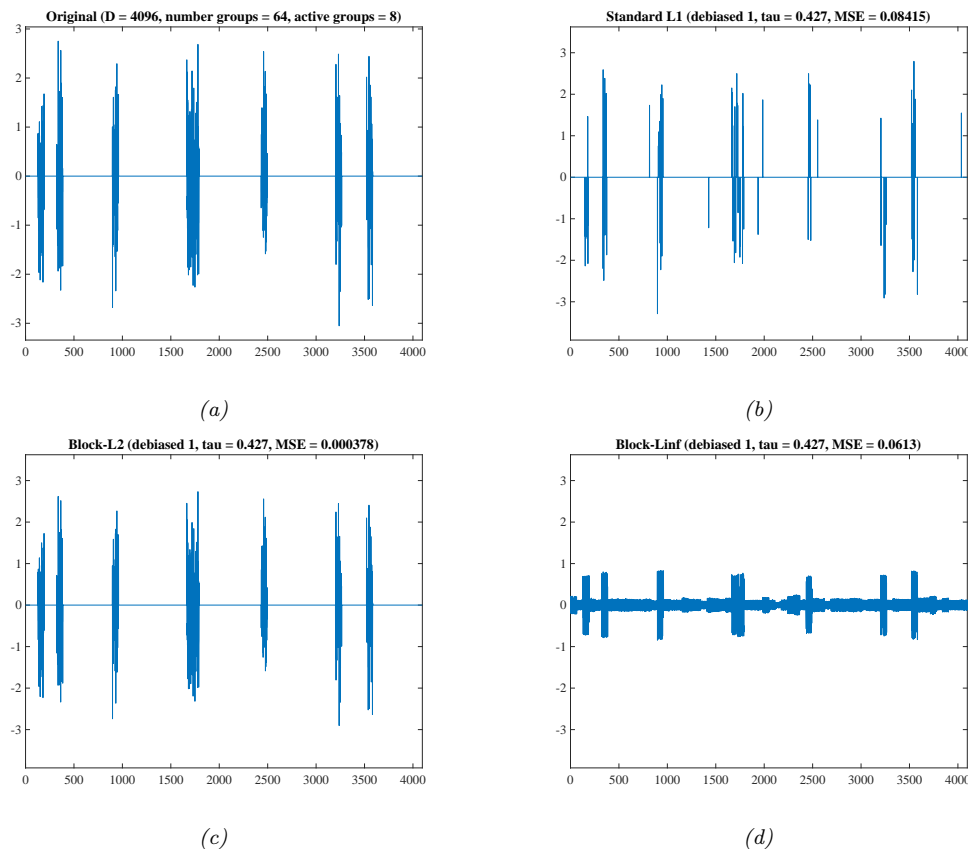 Original (D = 4096, number groups = 64, active groups = 8)
3
2
1
0
-1
-2
-3
0 500 1000 1500 2000 2500 3000 3500 4000
(a)
Standard L1 (debiased 1, tau = 0.427, MSE = 0.08415)
3
2
1
0
-1
-2
-3
0 500 1000 1500 2000 2500 3000 3500 4000
(b)
Block-L2 (debiased 1, tau = 0.427, MSE = 0.000378)
3
2
1
0
-1
-2
-3
0 500 1000 1500 2000 2500 3000 3500 4000
(c)
Block-Linf (debiased 1, tau = 0.427, MSE = 0.0613)
3
2
1
0
-1
-2
-3
0 500 1000 1500 2000 2500 3000 3500 4000
(d)